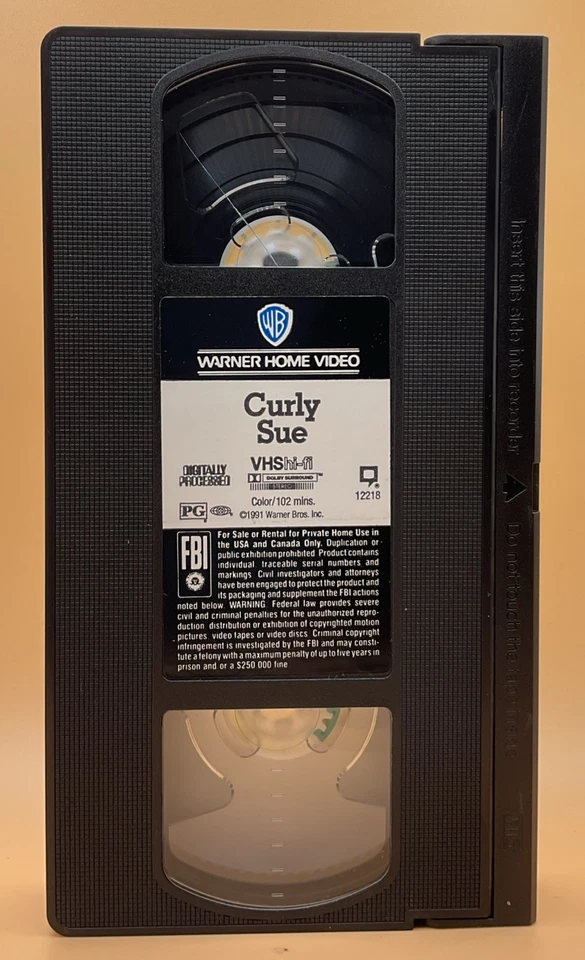 WB
WARNER HOME VIDEO
Curly
Sue
DIGITALLY
PROCESSED
VHS hi-fi
DOLBY SURROUND
TM
12218
PG
Color/102 mins.
©1991 Warner Bros. Inc.
FBI
For Sale or Rental for Private Home Use in
the USA and Canada Only. Duplication or
public exhibition prohibited Product contains
individual traceable serial numbers and
markings Civil investigators and attorneys
have been engaged to protect the product and
its packaging and supplement the FBI actions
noted below. WARNING. Federal law provides severe
civil and criminal penalties for the unauthorized repro-
duction distribution or exhibition of copyrighted motion
pictures video tapes or video discs Criminal copyright
infringement is investigated by the FBI and may consti-
tute a felony with a maximum penalty of up to five years in
prison and or a $250 000 fine
Insert this side into recorder
Do not touch the tape inside
VHS